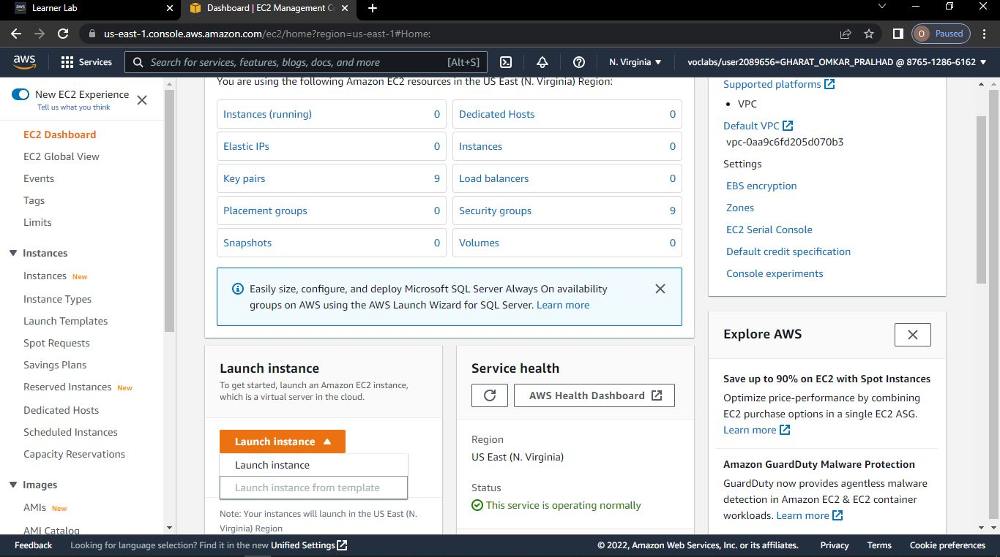 Learner Lab
Dashboard | EC2 Management Co
us-east-1.console.aws.amazon.com/ec2/home?region=us-east-1#Home:
O Paused
aws
Services
Search for services, features, blogs, docs, and more [Alt+S]
N. Virginia
voclabs/user2089656=GHARAT_OMKAR_PRALHAD @ 8765-1286-6162
New EC2 Experience
Tell us what you think
EC2 Dashboard
EC2 Global View
Events
Tags
Limits
Instances
Instances New
Instance Types
Launch Templates
Spot Requests
Savings Plans
Reserved Instances New
Dedicated Hosts
Scheduled Instances
Capacity Reservations
Images
AMIs New
AMI Catalog
You are using the following Amazon EC2 resources in the US East (N. Virginia) Region:
Instances (running) 0
Dedicated Hosts 0
Elastic IPs 0
Instances 0
Key pairs 9
Load balancers 0
Placement groups 0
Security groups 9
Snapshots 0
Volumes 0
Easily size, configure, and deploy Microsoft SQL Server Always On availability
groups on AWS using the AWS Launch Wizard for SQL Server. Learn more
Launch instance
To get started, launch an Amazon EC2 instance,
which is a virtual server in the cloud.
Launch instance
Launch instance
Launch instance from template
Note: Your instances will launch in the US East (N.
Virginia) Region
Service health
AWS Health Dashboard
Region
US East (N. Virginia)
Status
This service is operating normally
Supported platforms
• VPC
Default VPC
vpc-0aa9c6fd205d070b3
Settings
EBS encryption
Zones
EC2 Serial Console
Default credit specification
Console experiments
Explore AWS
Save up to 90% on EC2 with Spot Instances
Optimize price-performance by combining
EC2 purchase options in a single EC2 ASG.
Learn more
Amazon GuardDuty Malware Protection
GuardDuty now provides agentless malware
detection in Amazon EC2 & EC2 container
workloads. Learn more
Feedback
Looking for language selection? Find it in the new Unified Settings
© 2022, Amazon Web Services, Inc. or its affiliates.
Privacy
Terms
Cookie preferences